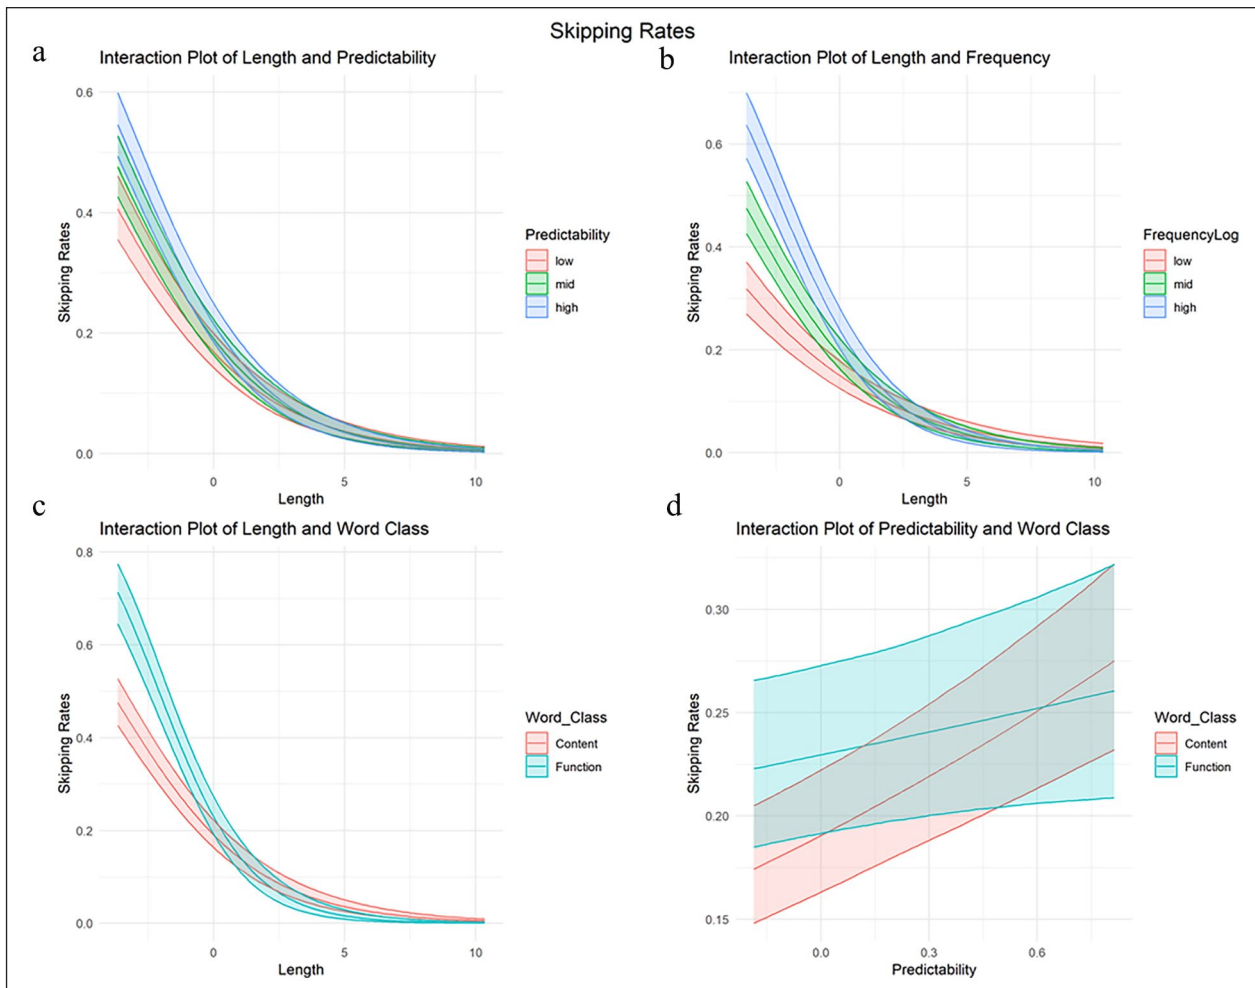 Skipping Rates
a
Interaction Plot of Length and Predictability
0.6
0.4
0.2
0.0
Skipping Rates
0
5
10
Length
Predictability
low
mid
high
b
Interaction Plot of Length and Frequency
0.6
0.4
0.2
0.0
Skipping Rates
0
5
10
Length
FrequencyLog
low
mid
high
c
Interaction Plot of Length and Word Class
0.8
0.6
0.4
0.2
0.0
Skipping Rates
0
5
10
Length
Word_Class
Content
Function
d
Interaction Plot of Predictability and Word Class
0.30
0.25
0.20
0.15
Skipping Rates
0.0
0.3
0.6
Predictability
Word_Class
Content
Function